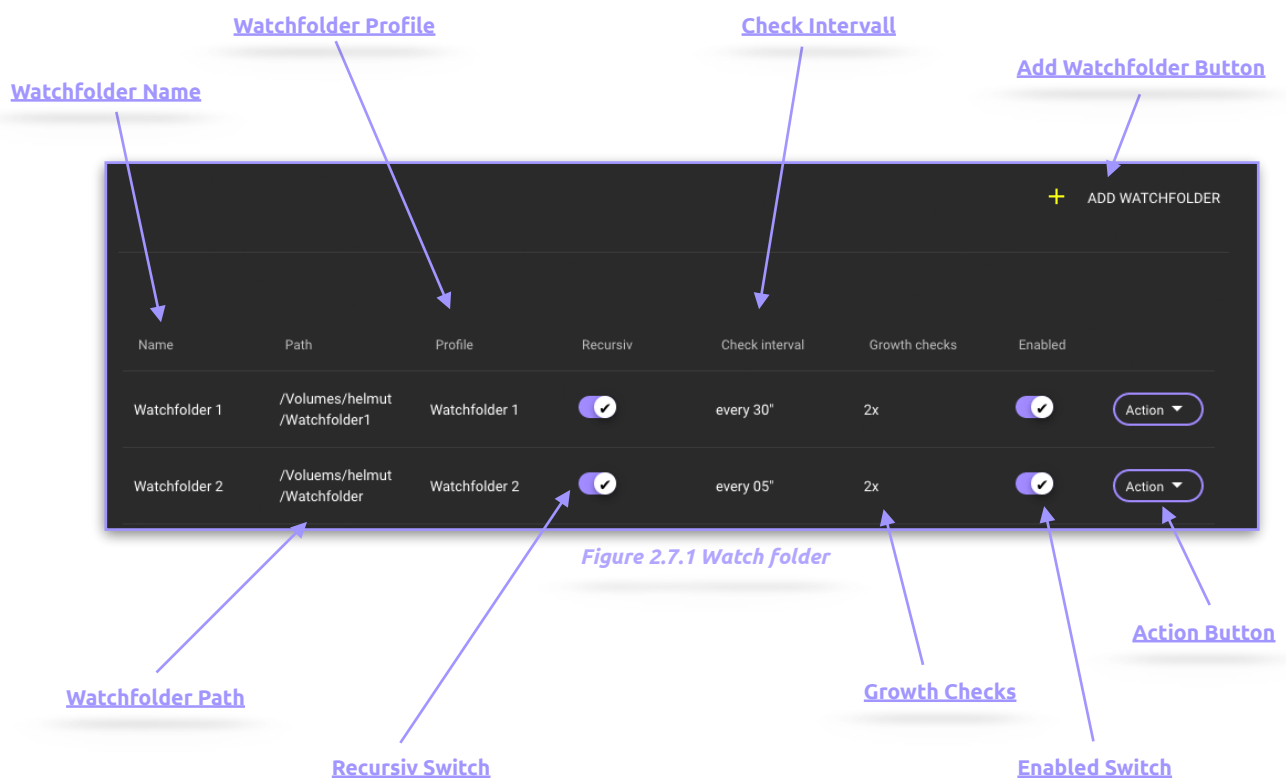 Watchfolder Profile
Check Intervall
Add Watchfolder Button
Watchfolder Name
+ ADD WATCHFOLDER
Name Path Profile Recursiv Check interval Growth checks Enabled
Watchfolder 1 /Volumes/helmut Watchfolder 1 every 30" 2x Action
/Watchfolder1
Watchfolder 2 /Voluems/helmut Watchfolder 2 every 05" 2x Action
/Watchfolder
Figure 2.7.1 Watch folder
Action Button
Watchfolder Path
Growth Checks
Recursiv Switch
Enabled Switch